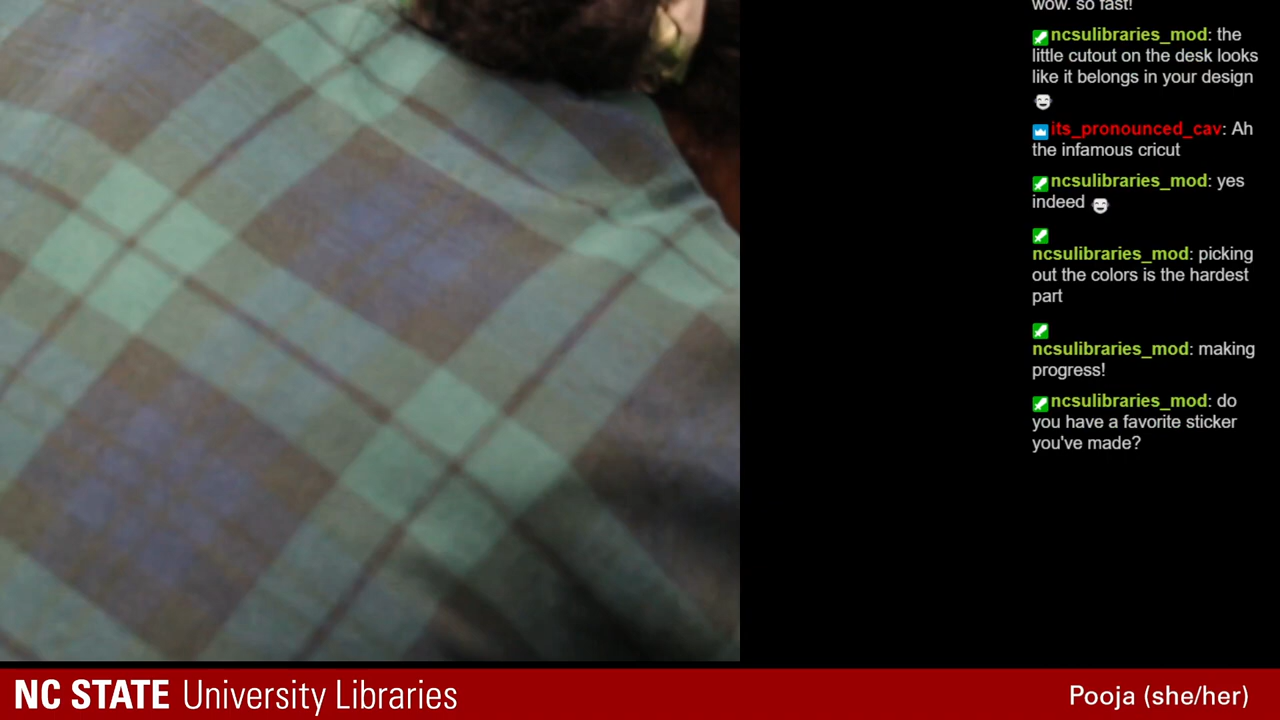 wow. so fast!
ncsulibraries_mod: the
little cutout on the desk looks
like it belongs in your design
its_pronounced_cav: Ah
the infamous cricut
ncsulibraries_mod: yes
indeed
ncsulibraries_mod: picking
out the colors is the hardest
part
ncsulibraries_mod: making
progress!
ncsulibraries_mod: do
you have a favorite sticker
you've made?
NC STATE University Libraries
Pooja (she/her)